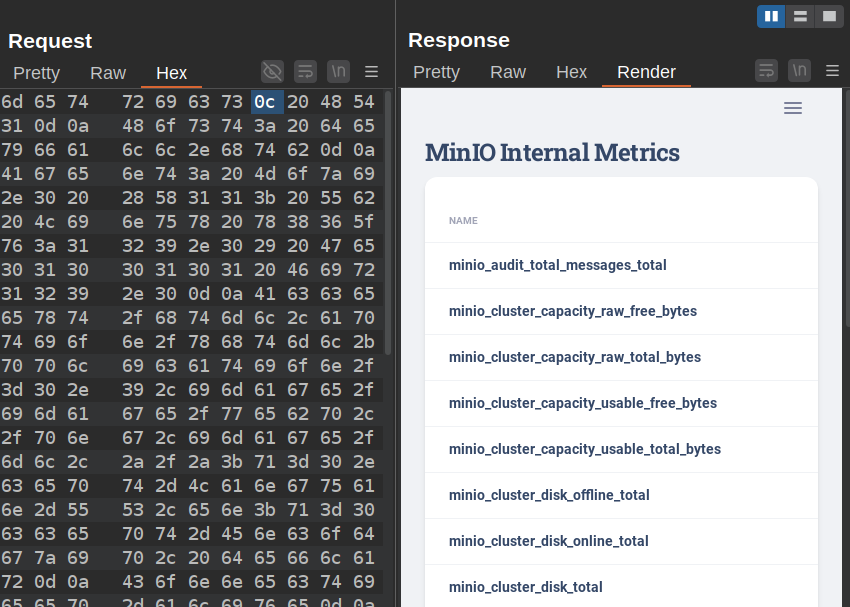 Request
Pretty Raw Hex \n
6d 65 74 72 69 63 73 0c 20 48 54
31 0d 0a 48 6f 73 74 3a 20 64 65
79 66 61 6c 6c 2e 68 74 62 0d 0a
41 67 65 6e 74 3a 20 4d 6f 7a 69
2e 30 20 28 58 31 31 3b 20 55 62
20 4c 69 6e 75 78 20 78 38 36 5f
76 3a 31 32 39 2e 30 29 20 47 65
30 31 30 30 31 30 31 20 46 69 72
31 32 39 2e 30 0d 0a 41 63 63 65
65 78 74 2f 68 74 6d 6c 2c 61 70
74 69 6f 6e 2f 78 68 74 6d 6c 2b
70 70 6c 69 63 61 74 69 6f 6e 2f
3d 30 2e 39 2c 69 6d 61 67 65 2f
69 6d 61 67 65 2f 77 65 62 70 2c
2f 70 6e 67 2c 69 6d 61 67 65 2f
6d 6c 2c 2a 2f 2a 3b 71 3d 30 2e
63 65 70 74 2d 4c 61 6e 67 75 61
6e 2d 55 53 2c 65 6e 3b 71 3d 30
63 63 65 70 74 2d 45 6e 63 6f 64
67 7a 69 70 2c 20 64 65 66 6c 61
72 0d 0a 43 6f 6e 6e 65 63 74 69
65 65 70 2d 61 6c 69 76 65 0d 0a
Response
Pretty Raw Hex Render \n
MinIO Internal Metrics
NAME
minio_audit_total_messages_total
minio_cluster_capacity_raw_free_bytes
minio_cluster_capacity_raw_total_bytes
minio_cluster_capacity_usable_free_bytes
minio_cluster_capacity_usable_total_bytes
minio_cluster_disk_offline_total
minio_cluster_disk_online_total
minio_cluster_disk_total